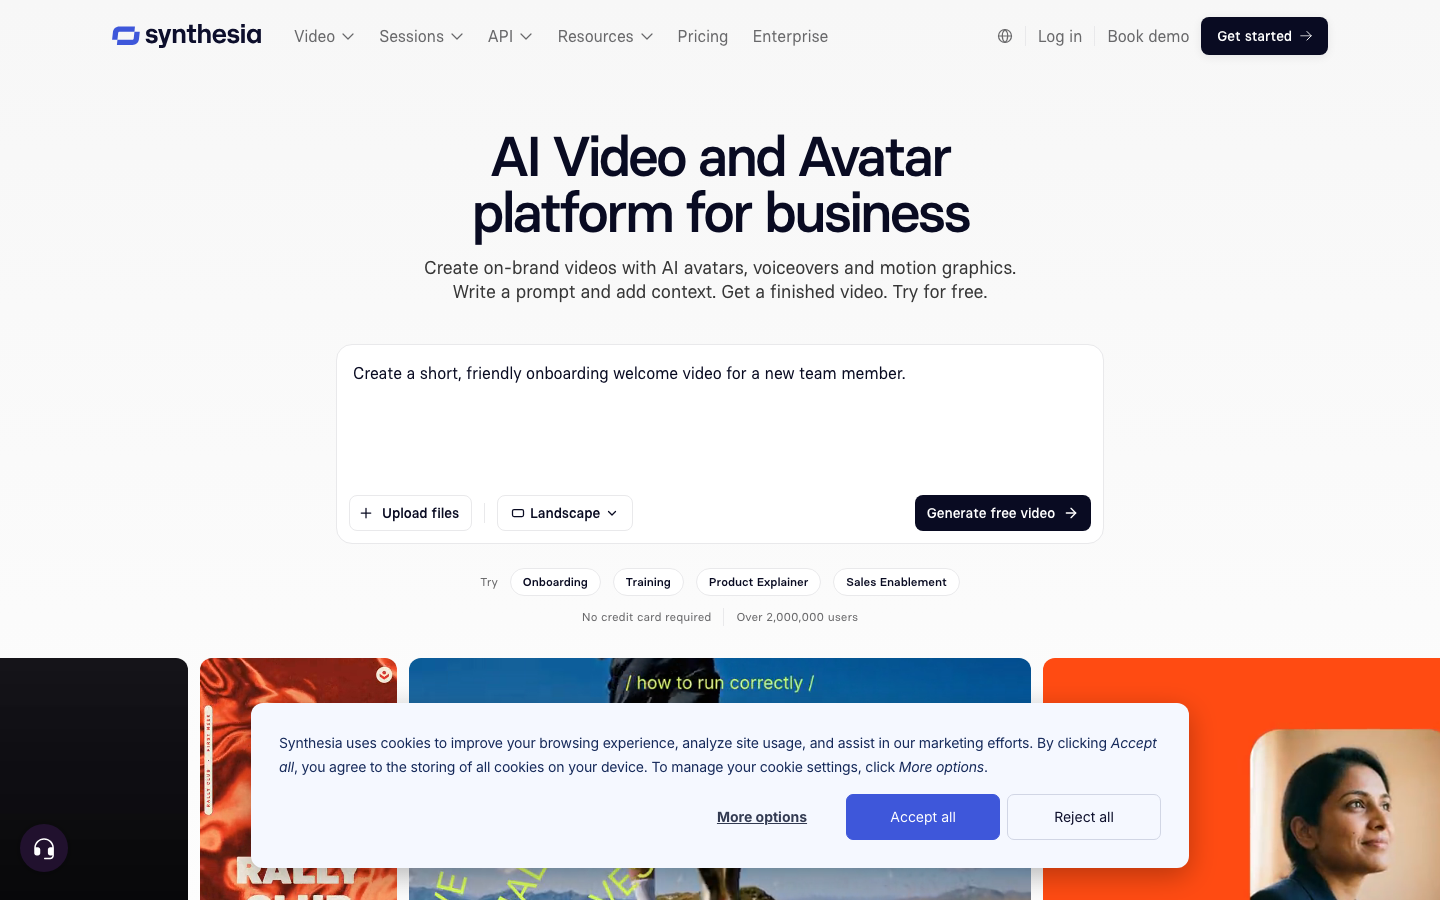 synthesia
Video
Sessions
API
Resources
Pricing
Enterprise
Log in
Book demo
Get started
AI Video and Avatar
platform for business
Create on-brand videos with AI avatars, voiceovers and motion graphics.
Write a prompt and add context. Get a finished video. Try for free.
Create a short, friendly onboarding welcome video for a new team member.
Upload files
Landscape
Generate free video
Try
Onboarding
Training
Product Explainer
Sales Enablement
No credit card required
Over 2,000,000 users
/ how to run correctly /
RALLY CLUB · FIRST WEEK
Synthesia uses cookies to improve your browsing experience, analyze site usage, and assist in our marketing efforts. By clicking Accept
all, you agree to the storing of all cookies on your device. To manage your cookie settings, click More options.
More options
Accept all
Reject all
RALLY
CLUB